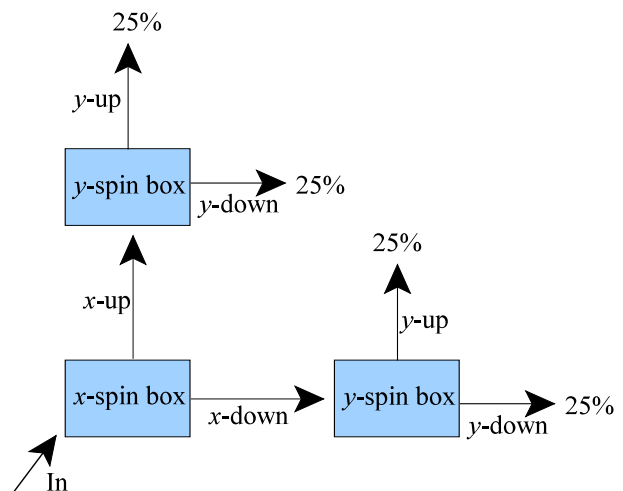 25%
y-up
y-spin box
25%
y-down
25%
x-up
y-up
x-spin box
y-spin box
25%
x-down
y-down
In